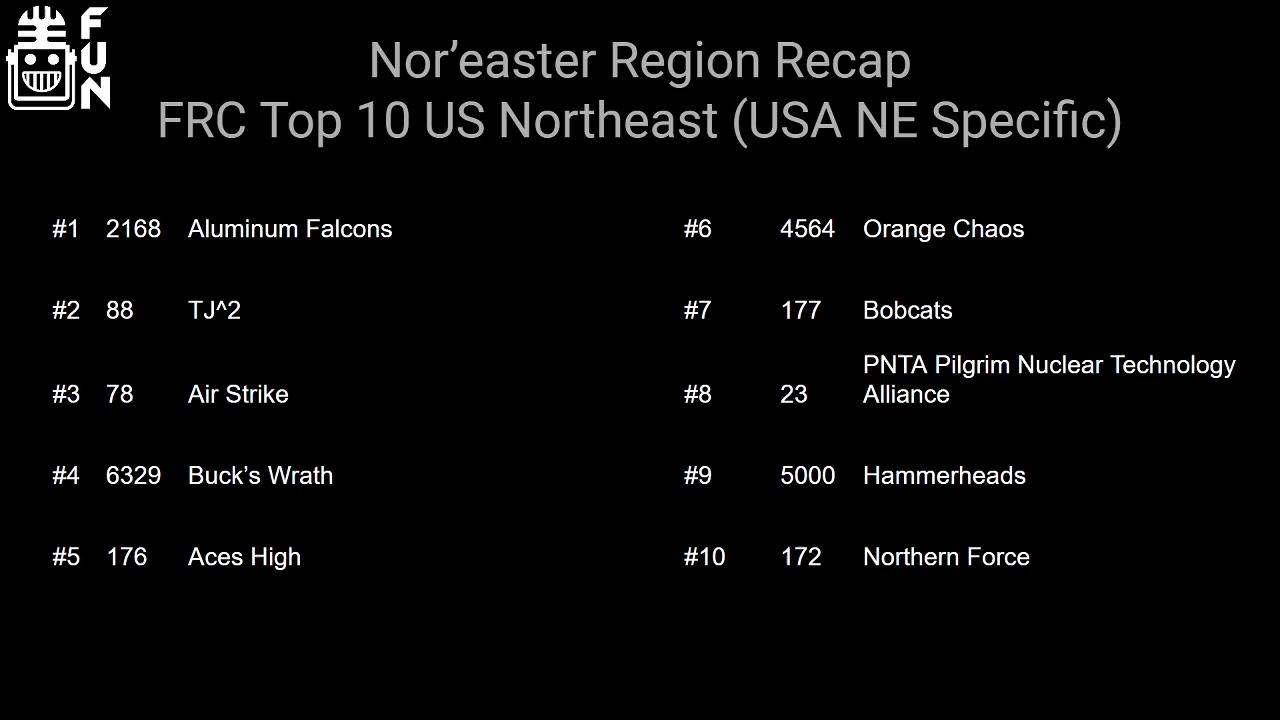 FUN
Nor’easter Region Recap
FRC Top 10 US Northeast (USA NE Specific)
#1 2168 Aluminum Falcons
#2 88 TJ^2
#3 78 Air Strike
#4 6329 Buck’s Wrath
#5 176 Aces High
#6 4564 Orange Chaos
#7 177 Bobcats
PNTA Pilgrim Nuclear Technology
#8 23 Alliance
#9 5000 Hammerheads
#10 172 Northern Force